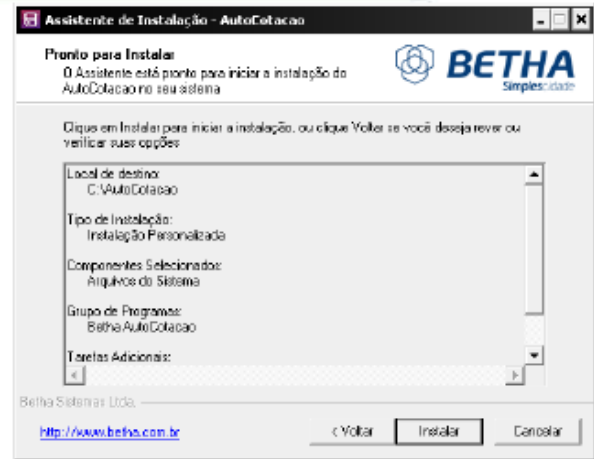 Assistente de Instalação - AutoCotacao
Pronto para Instalar
O Assistente está pronto para iniciar a instalação do
AutoCotacao no seu sistema
BETHA
Simplescidade
Clique em Instalar para iniciar a instalação, ou clique Voltar se você deseja rever ou
verificar suas opções
Local de destino:
C:\AutoCotacao
Tipo de Instalação:
Instalação Personalizada
Componentes Selecionados:
Arquivos do Sistema
Grupo de Programas:
Betha AutoCotacao
Tarefas Adicionais:
Betha Sistemas Ltda.
http://www.betha.com.br
< Voltar
Instalar
Cancelar